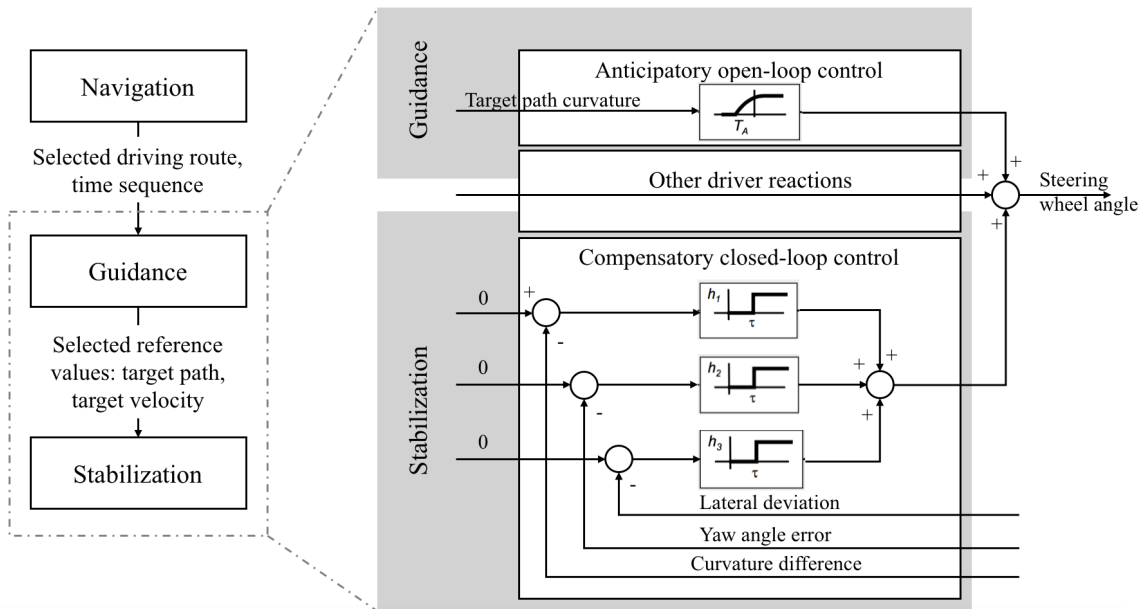 Navigation
Selected driving route,
time sequence
Guidance
Selected reference
values: target path,
target velocity
Stabilization
Guidance
Anticipatory open-loop control
Target path curvature
T_A
+
Other driver reactions
+
Steering
wheel angle
+
Stabilization
Compensatory closed-loop control
0
+
-
h_1
τ
+
0
-
h_2
τ
+
0
-
h_3
τ
+
Lateral deviation
Yaw angle error
Curvature difference